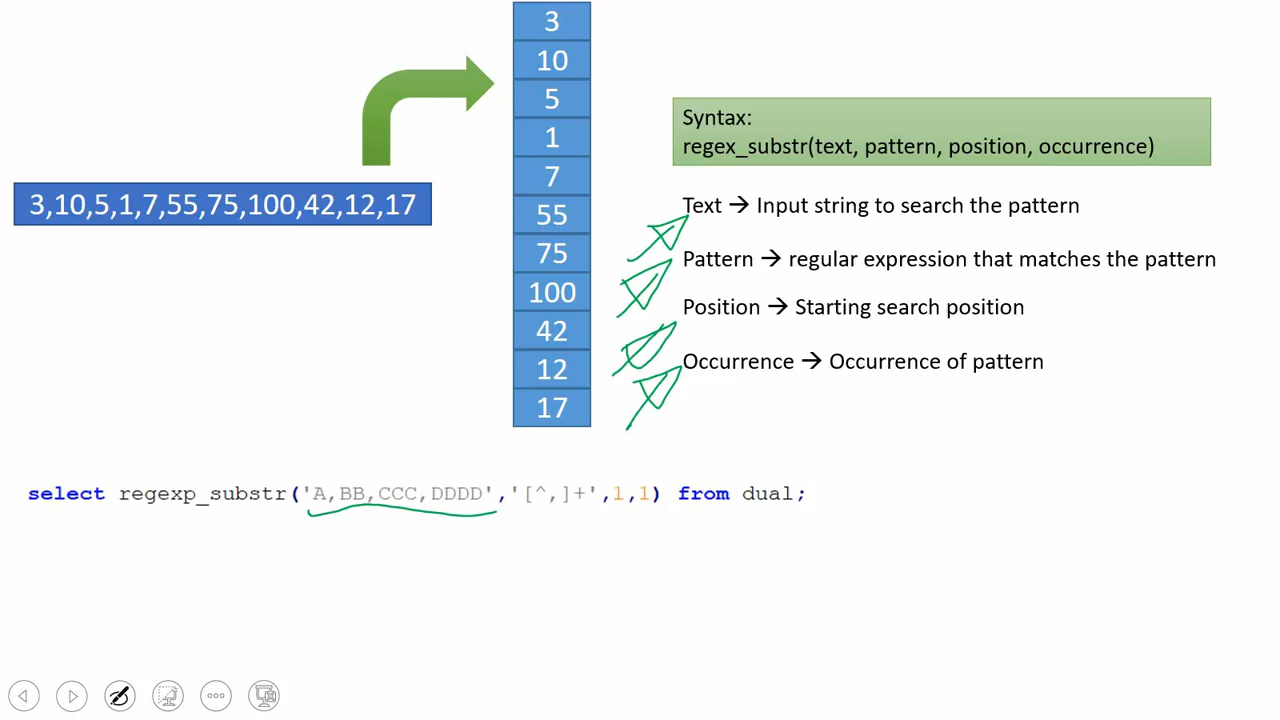 3,10,5,1,7,55,75,100,42,12,17
3
10
5
1
7
55
75
100
42
12
17
Syntax:
regex_substr(text, pattern, position, occurrence)
Text → Input string to search the pattern
Pattern → regular expression that matches the pattern
Position → Starting search position
Occurrence → Occurrence of pattern
select regexp_substr('A,BB,CCC,DDDD','[^,]+',1,1) from dual;